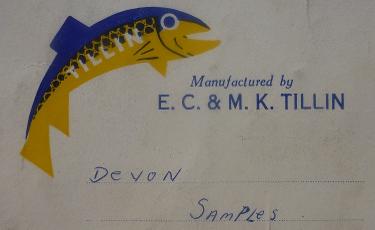 TILLIN
Manufactured by
E. C. & M. K. TILLIN
DEVON
SAMPLES